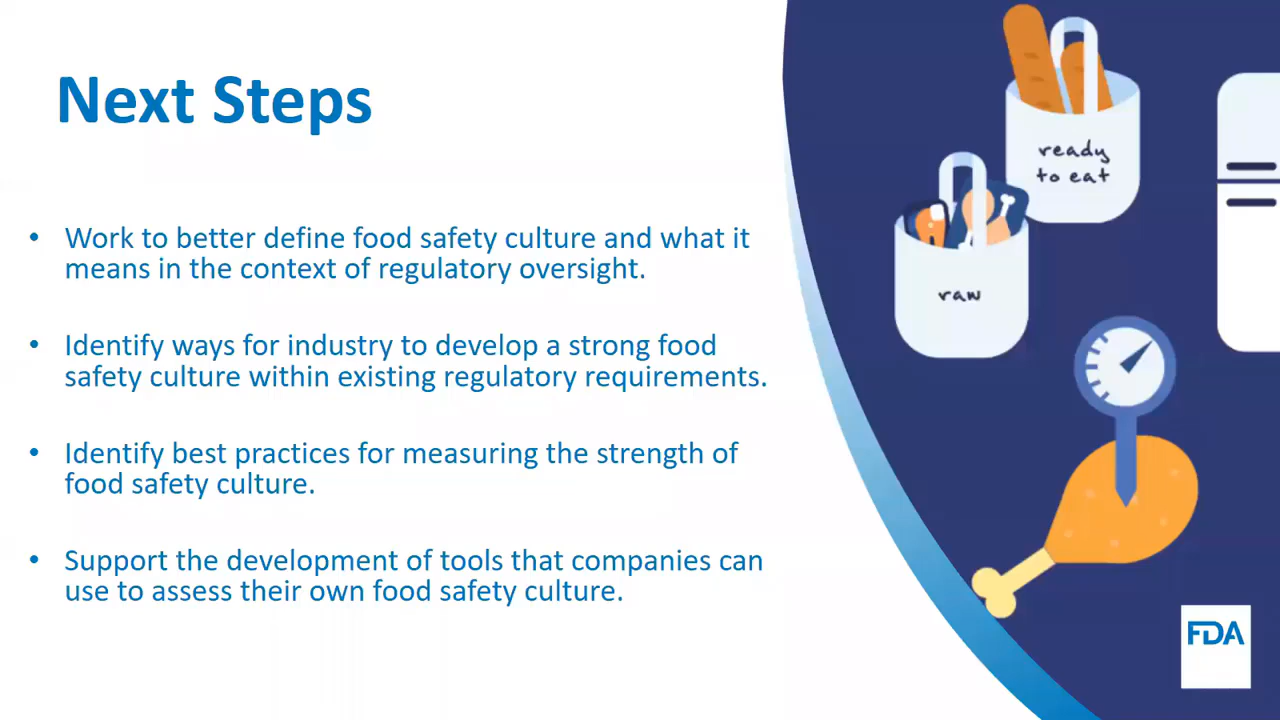 Next Steps
• Work to better define food safety culture and what it
means in the context of regulatory oversight.
• Identify ways for industry to develop a strong food
safety culture within existing regulatory requirements.
• Identify best practices for measuring the strength of
food safety culture.
• Support the development of tools that companies can
use to assess their own food safety culture.
ready
to eat
raw
FDA